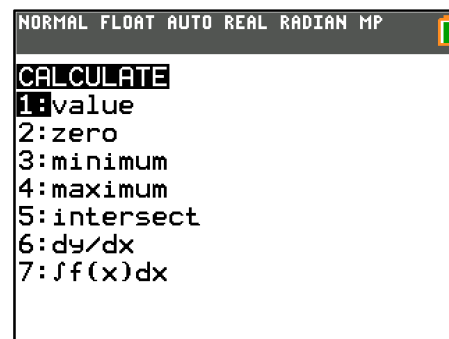 NORMAL FLOAT AUTO REAL RADIAN MP
CALCULATE
1:value
2:zero
3:minimum
4:maximum
5:intersect
6:dy/dx
7:∫f(x)dx